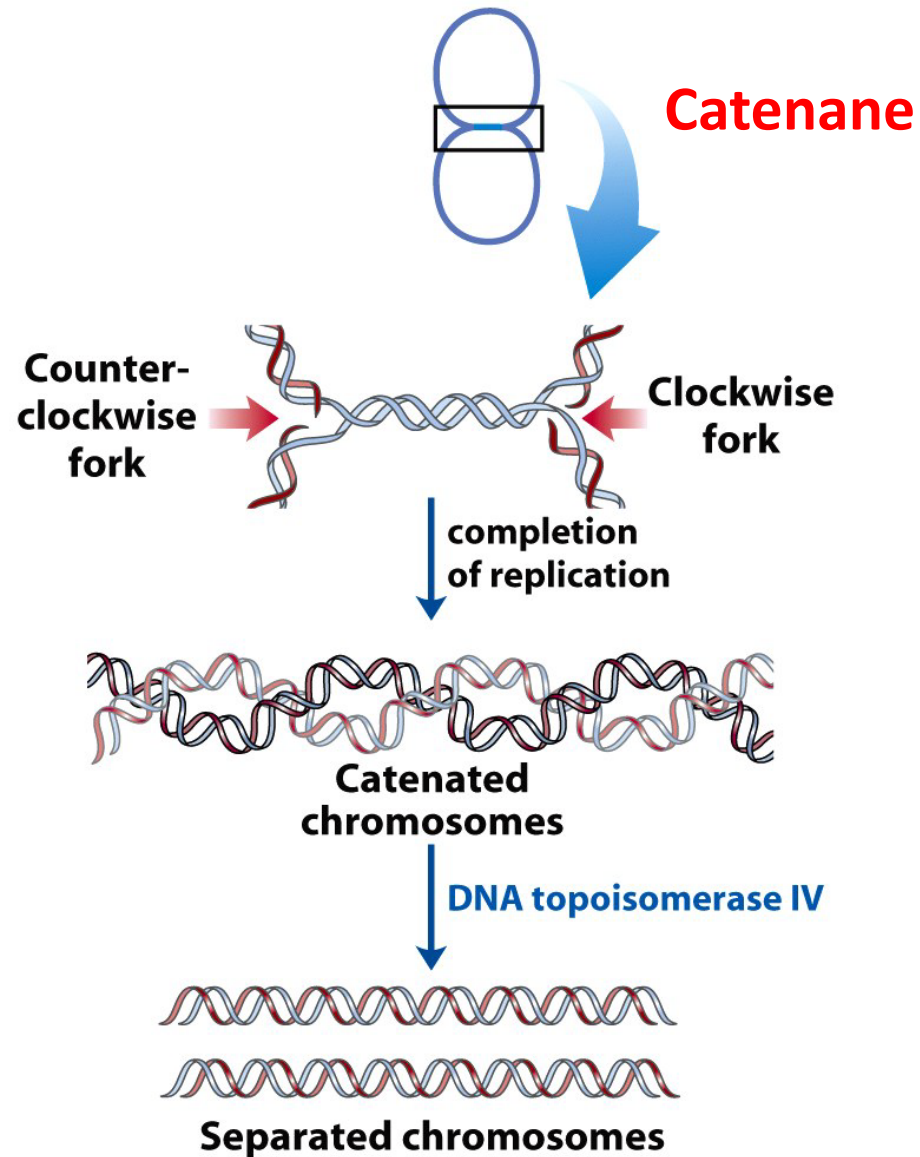 Catenane
Counter-
clockwise
fork
Clockwise
fork
completion
of replication
Catenated
chromosomes
DNA topoisomerase IV
Separated chromosomes